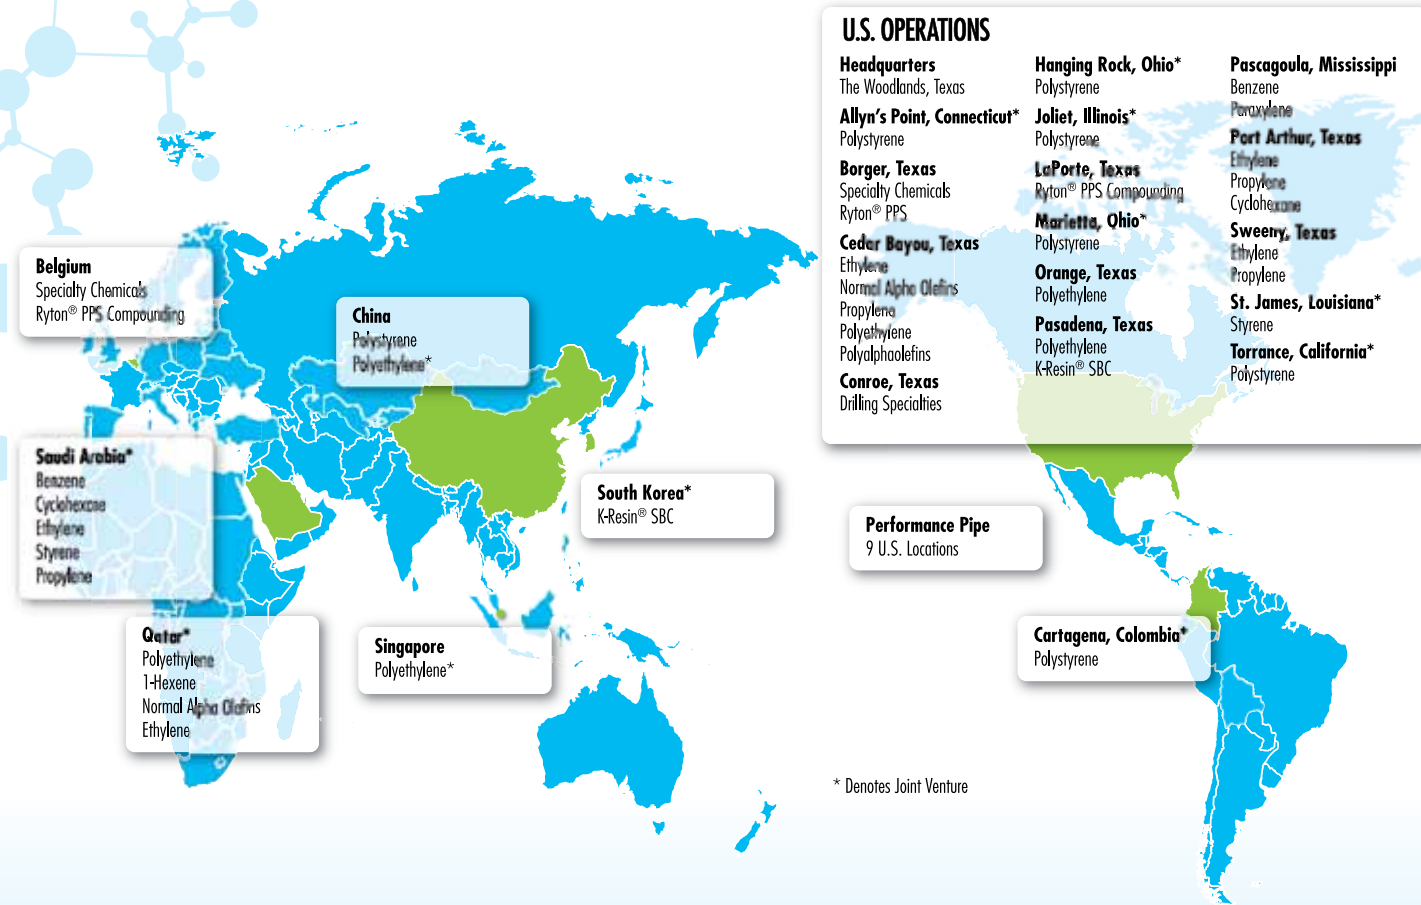 U.S. OPERATIONS
Headquarters
The Woodlands, Texas
Allyn's Point, Connecticut*
Polystyrene
Borger, Texas
Specialty Chemicals
Ryton® PPS
Cedar Bayou, Texas
Ethylene
Normal Alpha Olefins
Propylene
Polyethylene
Polyalphaolefins
Conroe, Texas
Drilling Specialties
Hanging Rock, Ohio*
Polystyrene
Joliet, Illinois*
Polystyrene
LaPorte, Texas
Ryton® PPS Compounding
Marietta, Ohio*
Polystyrene
Orange, Texas
Polyethylene
Pasadena, Texas
Polyethylene
K-Resin® SBC
Pascagoula, Mississippi
Benzene
Paraxylene
Port Arthur, Texas
Ethylene
Propylene
Cyclohexane
Sweeny, Texas
Ethylene
Propylene
St. James, Louisiana*
Styrene
Torrance, California*
Polystyrene
Belgium
Specialty Chemicals
Ryton® PPS Compounding
China
Polystyrene
Polyethylene*
Saudi Arabia*
Benzene
Cyclohexane
Ethylene
Styrene
Propylene
South Korea*
K-Resin® SBC
Performance Pipe
9 U.S. Locations
Qatar*
Polyethylene
1-Hexene
Normal Alpha Olefins
Ethylene
Singapore
Polyethylene*
Cartagena, Colombia*
Polystyrene
* Denotes Joint Venture